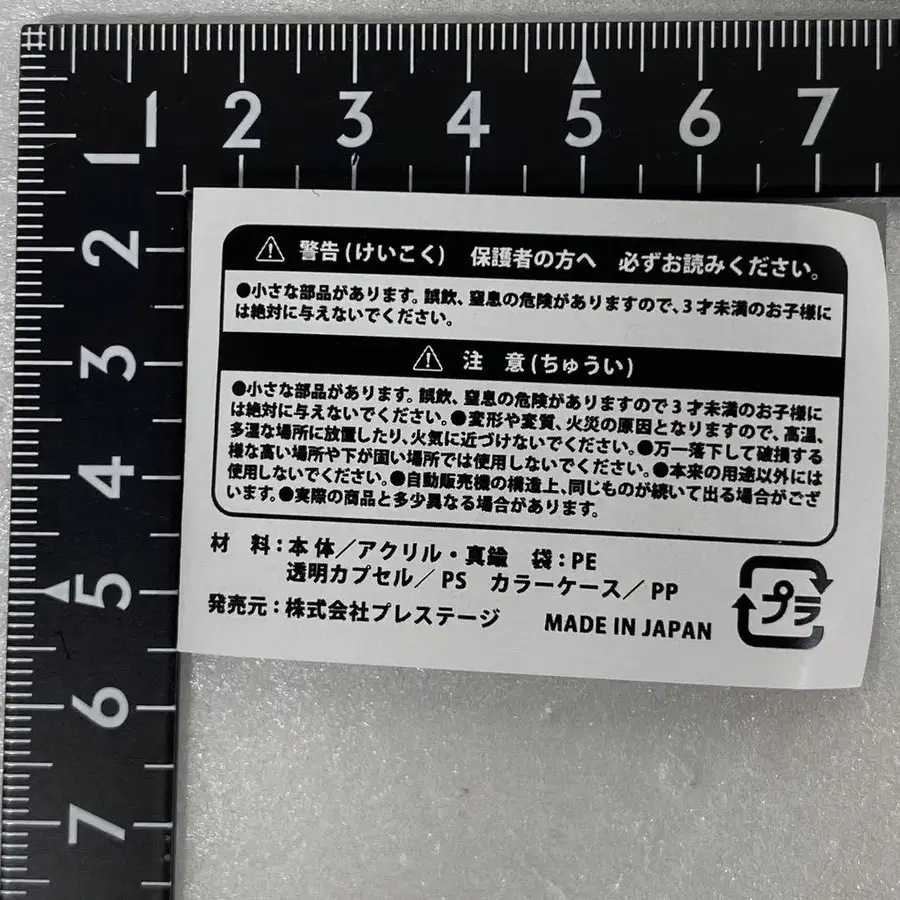 1 2 3 4 5 6 7
1
2
3
4
5
6
7
⚠ 警告(けいこく) 保護者の方へ 必ずお読みください。
●小さな部品があります。誤飲、窒息の危険がありますので、3才未満のお子様に
は絶対に与えないでください。
⚠ 注 意(ちゅうい)
●小さな部品があります。誤飲、窒息の危険がありますので3才未満のお子様に
は絶対に与えないでください。●変形や変質、火災の原因となりますので、高温、
多湿な場所に放置したり、火気に近づけないでください。●万一落下して破損する
様な高い場所や下が固い場所では使用しないでください。●本来の用途以外には
使用しないでください。●自動販売機の構造上、同じものが続いて出る場合がござ
います。●実際の商品と多少異なる場合があります。
材 料:本体/アクリル・真鍮 袋:PE
透明カプセル/PS カラーケース/PP
発売元:株式会社プレステージ MADE IN JAPAN
プラ